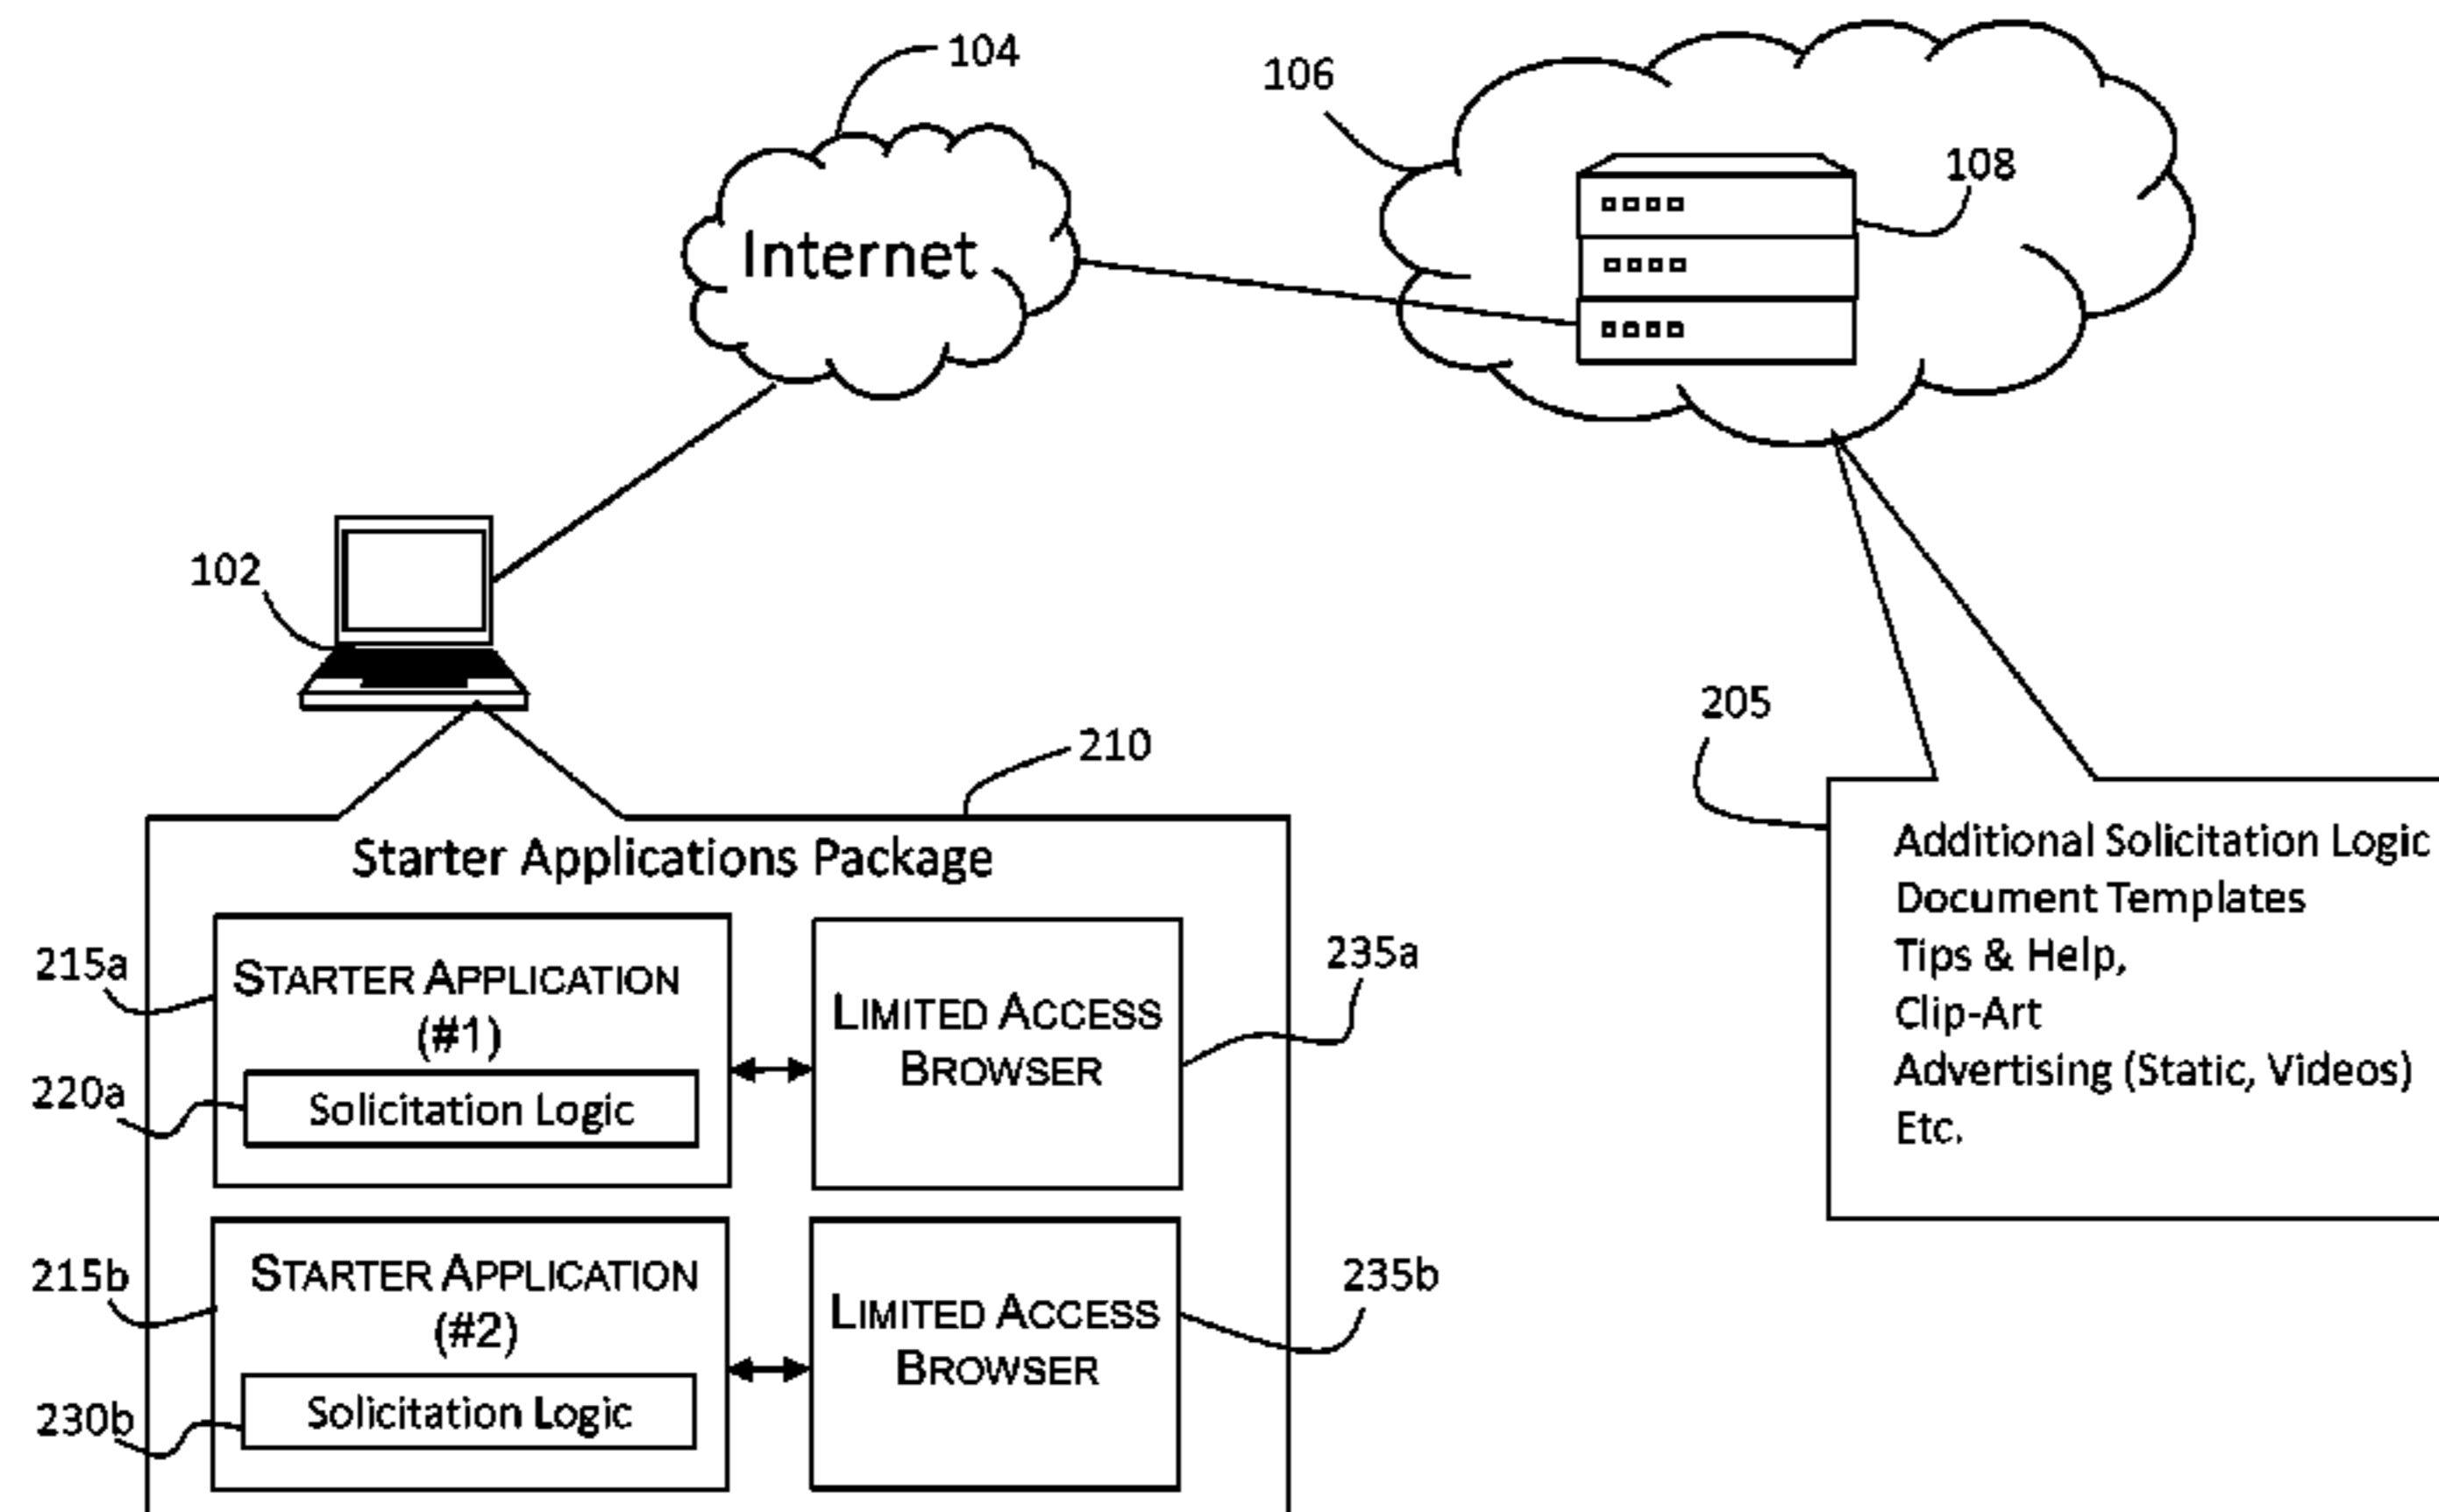 104
106
108
Internet
102
205
210
Starter Applications Package
Additional Solicitation Logic
Document Templates
Tips & Help,
Clip-Art
Advertising (Static, Videos)
Etc.
215a
STARTER APPLICATION
(#1)
220a
Solicitation Logic
LIMITED ACCESS
BROWSER
235a
215b
STARTER APPLICATION
(#2)
230b
Solicitation Logic
LIMITED ACCESS
BROWSER
235b